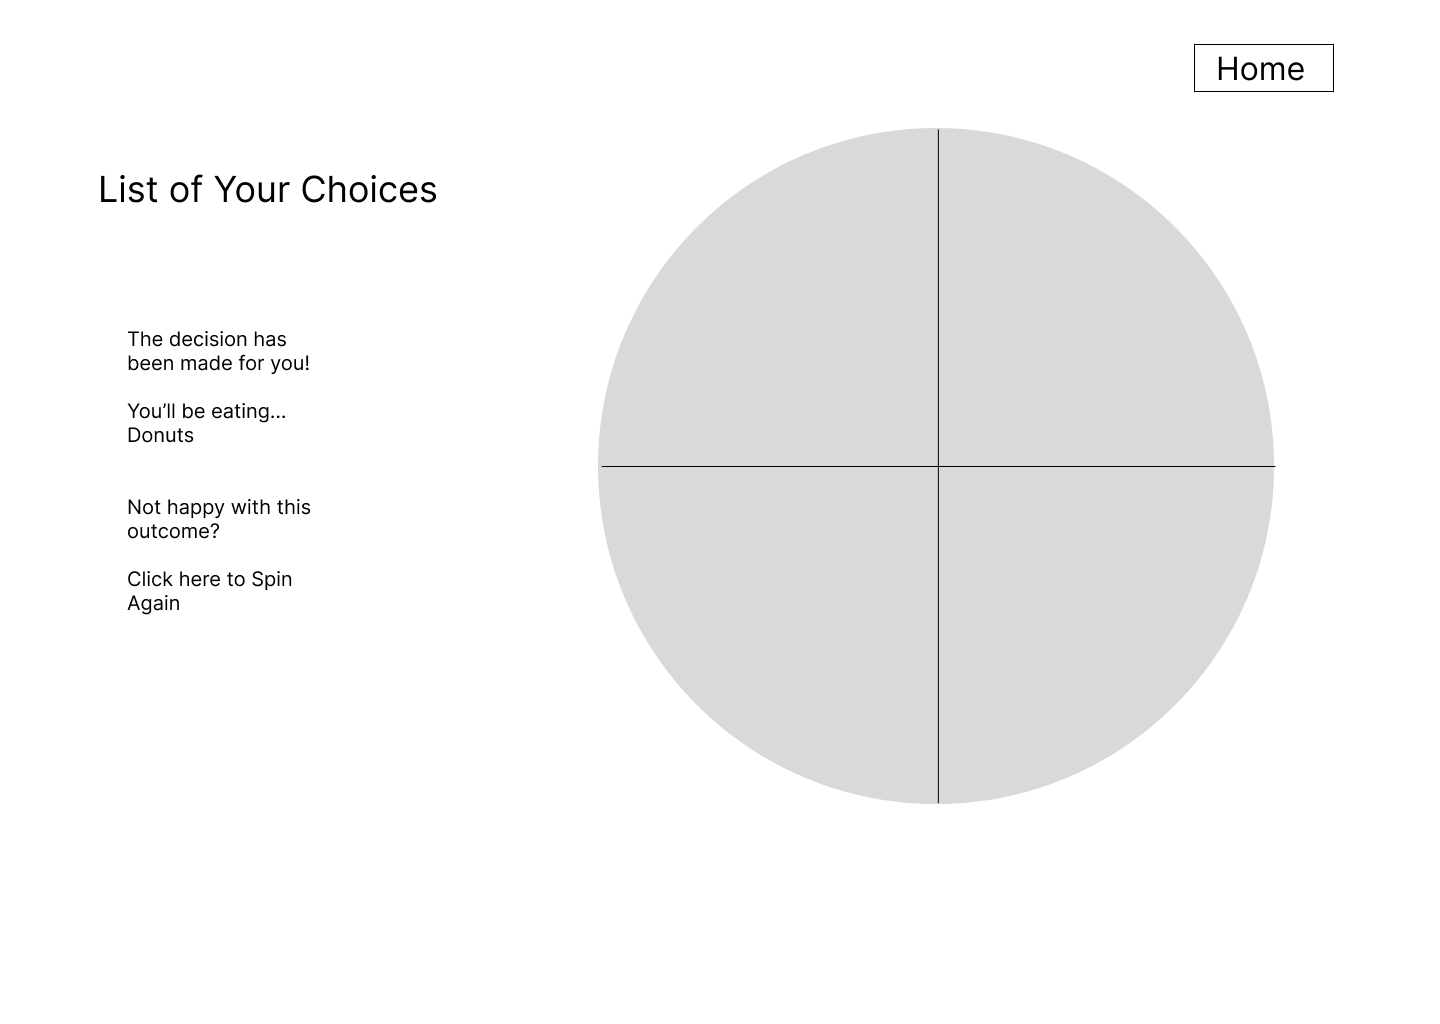 Home
List of Your Choices
The decision has
been made for you!
You’ll be eating...
Donuts
Not happy with this
outcome?
Click here to Spin
Again